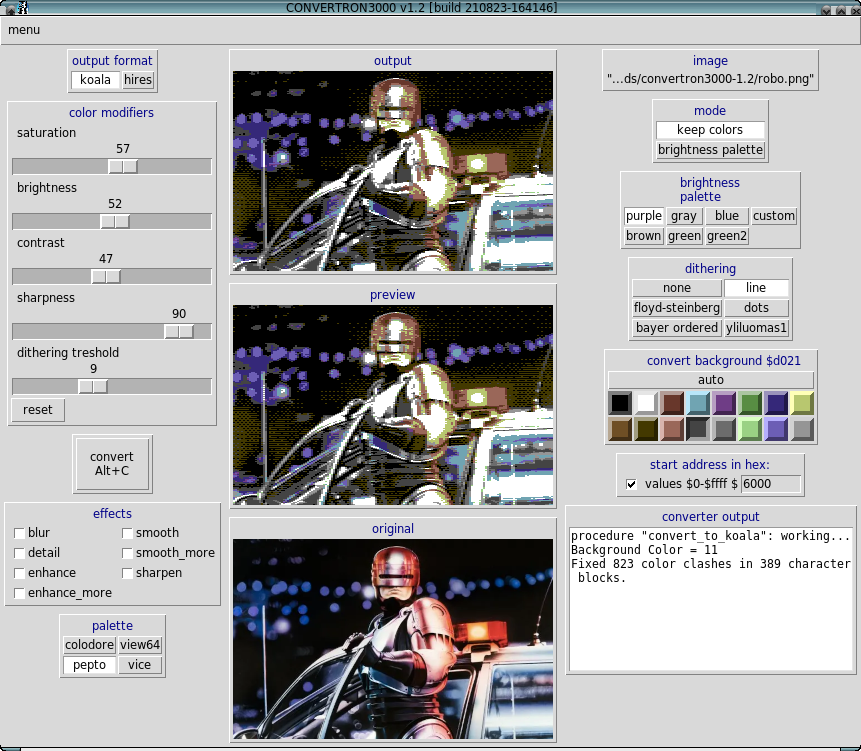 CONVERTRON3000 v1.2 [build 210823-164146]
menu
output format
koala hires
color modifiers
saturation
57
brightness
52
contrast
47
sharpness
90
dithering treshold
9
reset
convert
Alt+C
effects
blur smooth
detail smooth_more
enhance sharpen
enhance_more
palette
colodore view64
pepto vice
output
preview
original
image
"...ds/convertron3000-1.2/robo.png"
mode
keep colors
brightness palette
brightness
palette
purple gray blue custom
brown green green2
dithering
none line
floyd-steinberg dots
bayer ordered yliluomas1
convert background $d021
auto
start address in hex:
values $0-$ffff $ 6000
converter output
procedure "convert_to_koala": working...
Background Color = 11
Fixed 823 color clashes in 389 character
blocks.